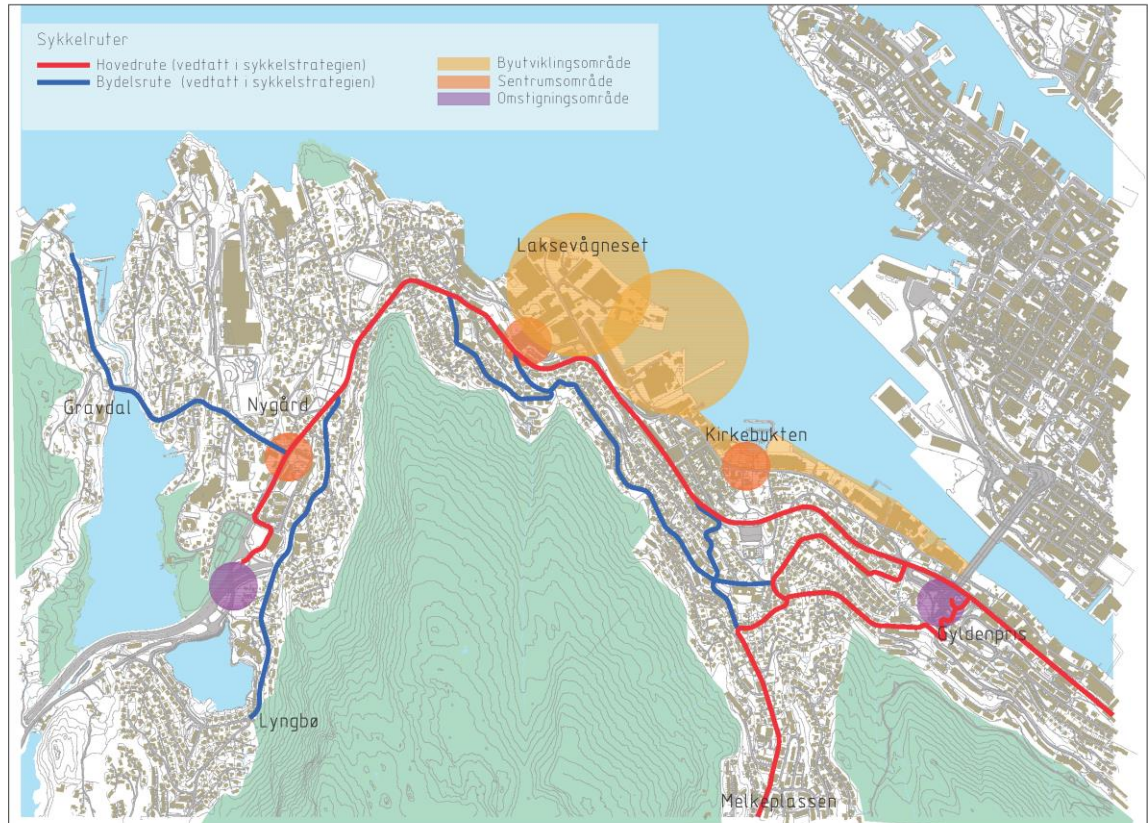 Sykkelruter
Hovedrute (vedtatt i sykkelstrategien)
Bydelsrute (vedtatt i sykkelstrategien)
Byutviklingsområde
Sentrumsområde
Omstigningsområde
Laksevågneset
Gravdal
Nygård
Kirkebukten
Gyldenpris
Lyngbø
Melkeplassen